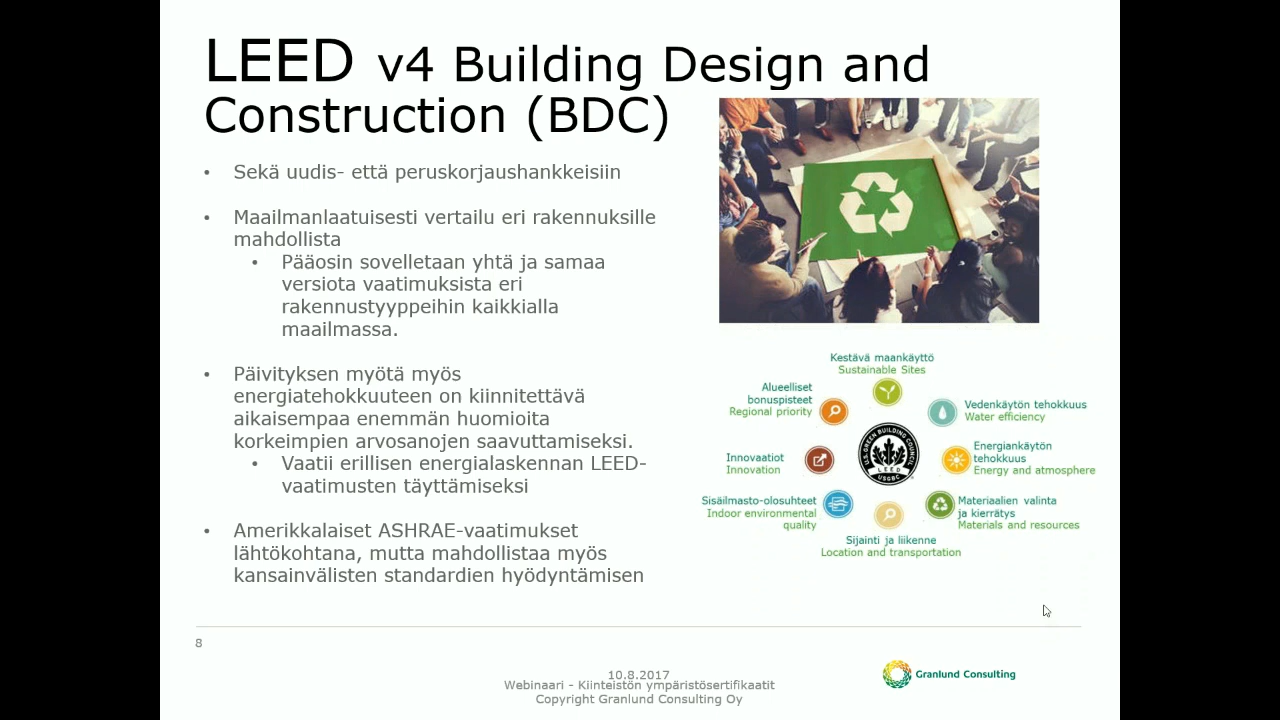 LEED v4 Building Design and
Construction (BDC)
• Sekä uudis- että peruskorjaushankkeisiin
• Maailmanlaatuisesti vertailu eri rakennuksille
mahdollista
• Pääosin sovelletaan yhtä ja samaa
versiota vaatimuksista eri
rakennustyyppeihin kaikkialla
maailmassa.
• Päivityksen myötä myös
energiatehokkuuteen on kiinnitettävä
aikaisempaa enemmän huomioita
korkeimpien arvosanojen saavuttamiseksi.
• Vaatii erillisen energialaskennan LEED-
vaatimusten täyttämiseksi
• Amerikkalaiset ASHRAE-vaatimukset
lähtökohtana, mutta mahdollistaa myös
kansainvälisten standardien hyödyntämisen
Kestävä maankäyttö
Sustainable Sites
Alueelliset
bonuspisteet
Regional priority
Vedenkäytön tehokkuus
Water efficiency
Innovaatiot
Innovation
U.S. GREEN BUILDING COUNCIL
LEED
USGBC
Energiankäytön
tehokkuus
Energy and atmosphere
Sisäilmasto-olosuhteet
Indoor environmental
quality
Materiaalien valinta
ja kierrätys
Materials and resources
Sijainti ja liikenne
Location and transportation
8
10.8.2017
Webinaari - Kiinteistön ympäristösertifikaatit
Copyright Granlund Consulting Oy
Granlund Consulting